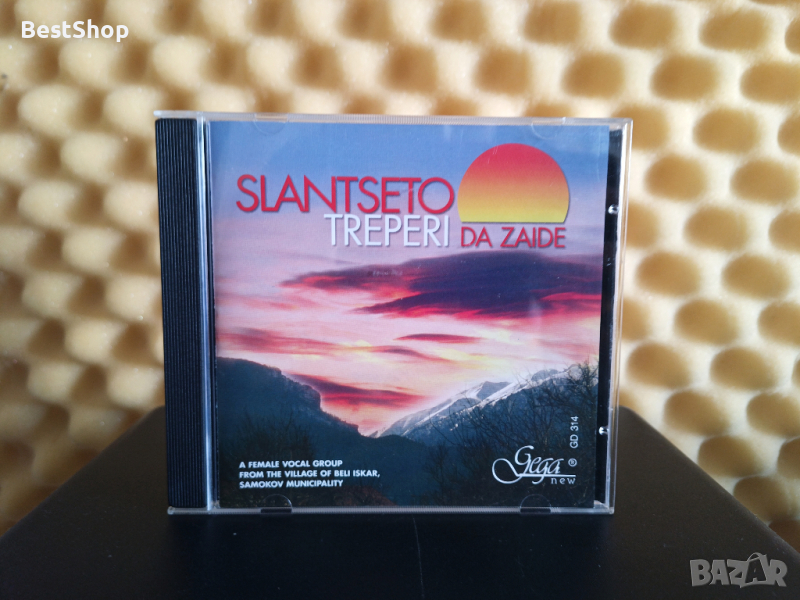 BestShop
SLANTSETO
TREPERI DA ZAIDE
A FEMALE VOCAL GROUP
FROM THE VILLAGE OF BELI ISKAR,
SAMOKOV MUNICIPALITY
Gega ®
new
GD 314
BAZAR